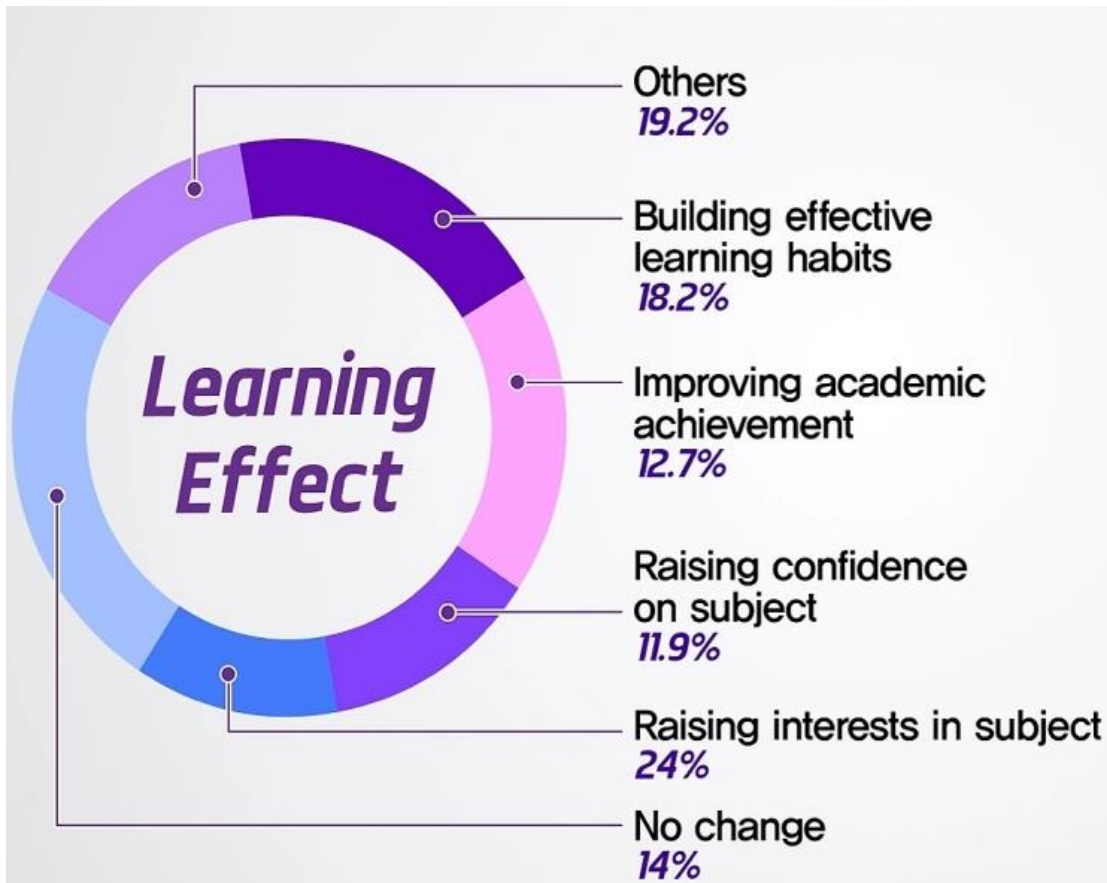 Learning
Effect
Others
19.2%
Building effective
learning habits
18.2%
Improving academic
achievement
12.7%
Raising confidence
on subject
11.9%
Raising interests in subject
24%
No change
14%